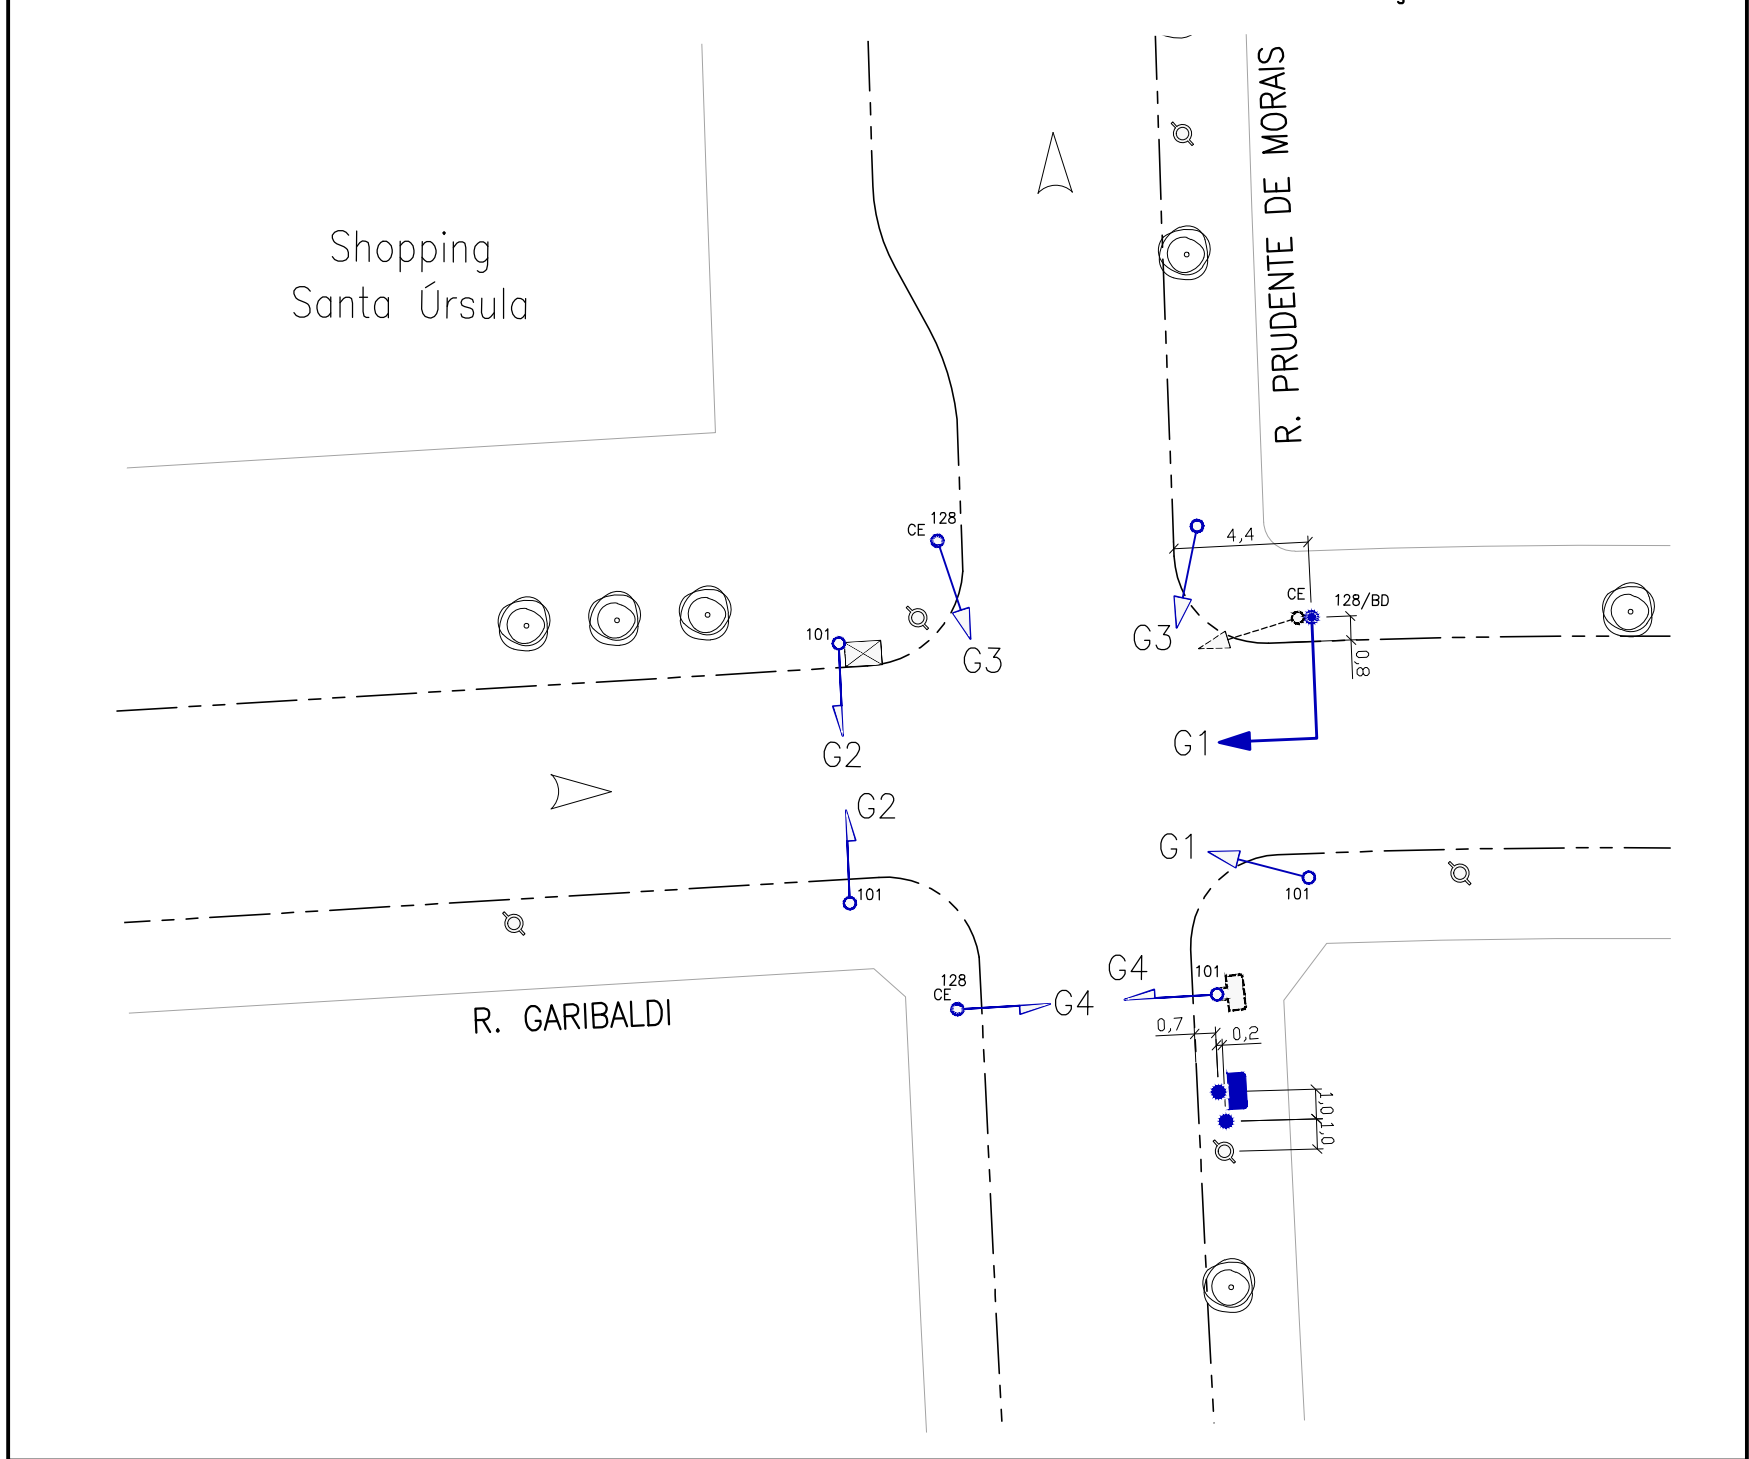 R. PRUDENTE DE MORAIS
Shopping
Santa Úrsula
128
CE
4,4
CE
128/BD
101
G3
G3
0,8
G2
G1
G2
G1
101
101
G4
101
128
CE
G4
R. GARIBALDI
0,7
0,2
1,0
1,0